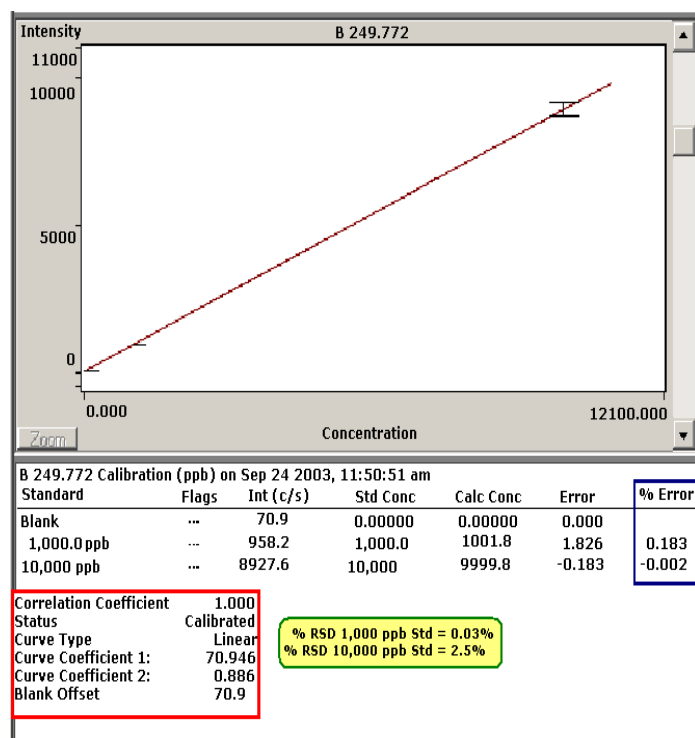 Intensity B 249.772
11000
10000
5000
0
0.000 12100.000
Concentration
Zoom
B 249.772 Calibration (ppb) on Sep 24 2003, 11:50:51 am
Standard Flags Int (c/s) Std Conc Calc Conc Error % Error
Blank ... 70.9 0.00000 0.00000 0.000
1,000.0 ppb ... 958.2 1,000.0 1001.8 1.826 0.183
10,000 ppb ... 8927.6 10,000 9999.8 -0.183 -0.002
Correlation Coefficient 1.000
Status Calibrated
Curve Type Linear
Curve Coefficient 1: 70.946
Curve Coefficient 2: 0.886
Blank Offset 70.9
% RSD 1,000 ppb Std = 0.03%
% RSD 10,000 ppb Std = 2.5%